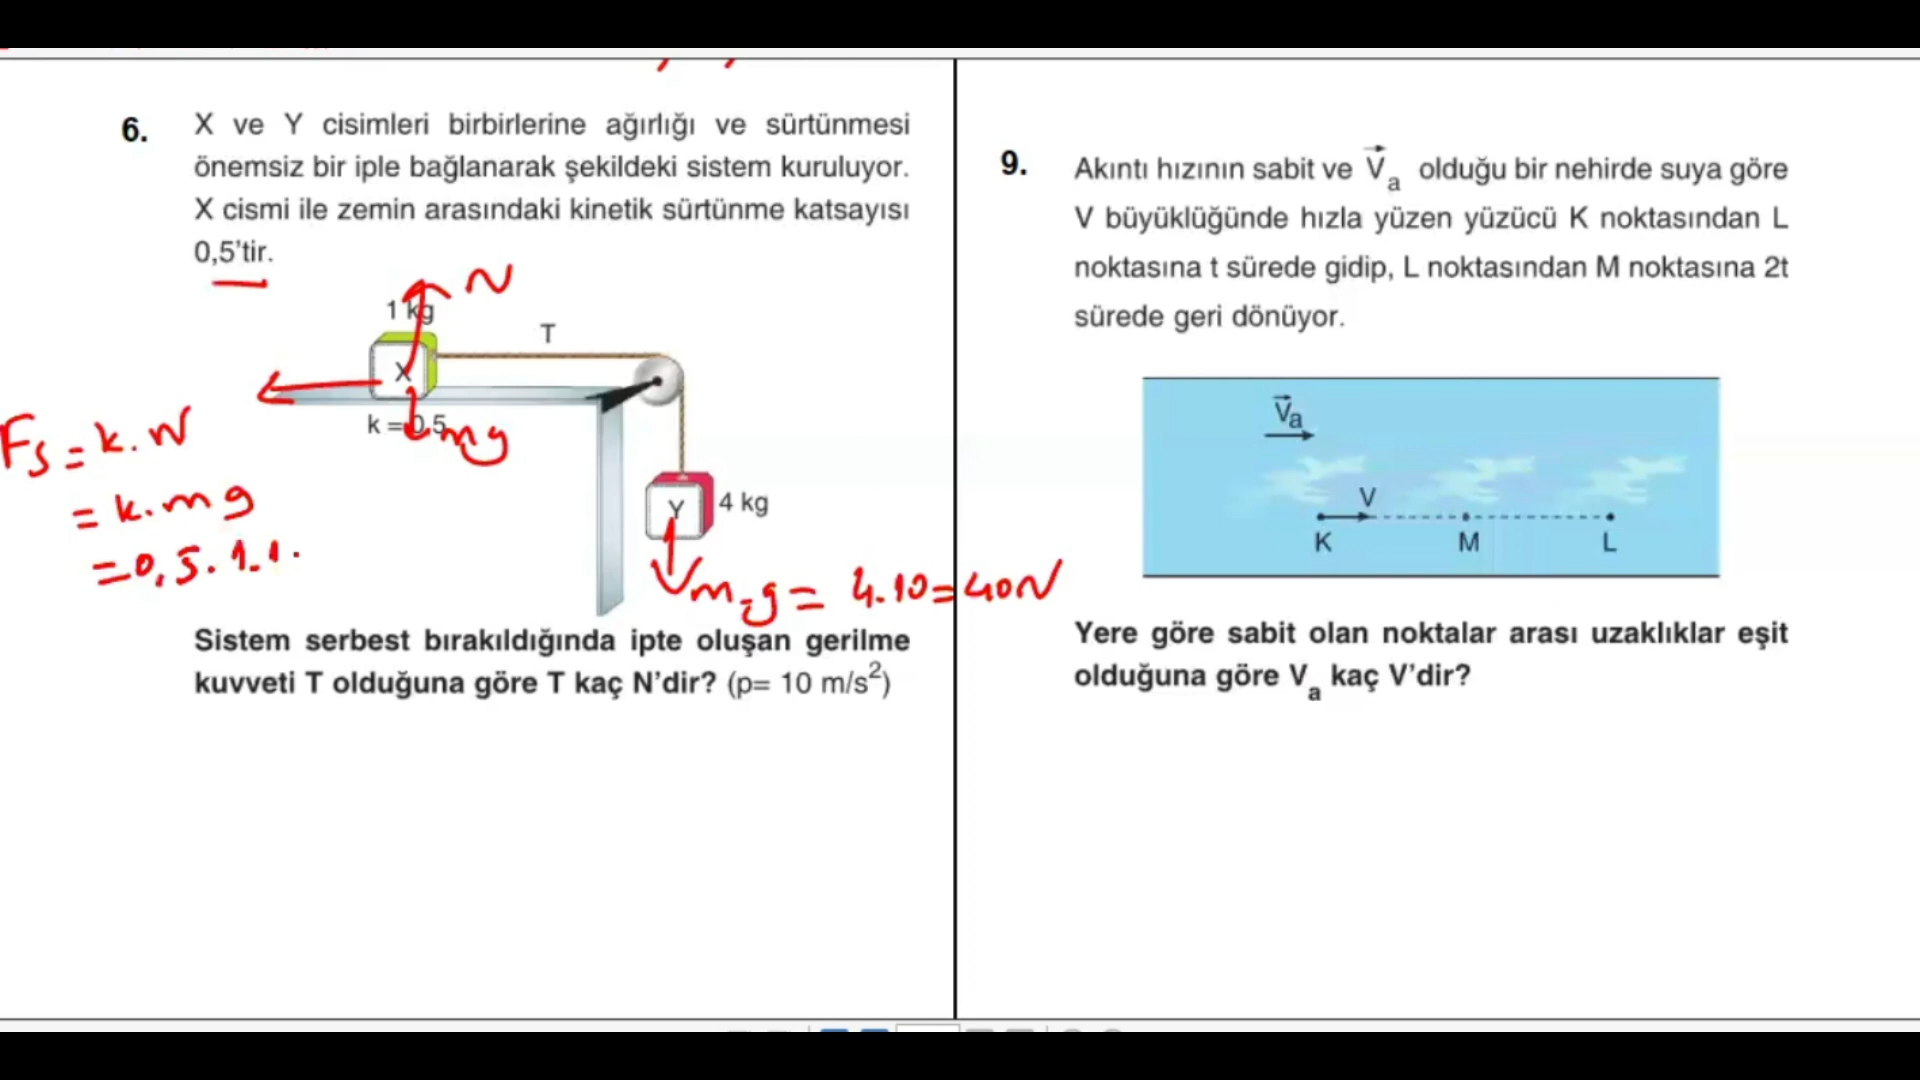 6.
X ve Y cisimleri birbirlerine ağırlığı ve sürtünmesi
önemsiz bir iple bağlanarak şekildeki sistem kuruluyor.
X cismi ile zemin arasındaki kinetik sürtünme katsayısı
0,5'tir.
N
1 kg
T
X
k = 0,5
mg
Fs = k.N
= k.mg
= 0,5.1.1.
Y
4 kg
m.g = 4.10 = 40N
Sistem serbest bırakıldığında ipte oluşan gerilme
kuvveti T olduğuna göre T kaç N'dir? (p= 10 m/s²)
9.
Akıntı hızının sabit ve V⃗a olduğu bir nehirde suya göre
V büyüklüğünde hızla yüzen yüzücü K noktasından L
noktasına t sürede gidip, L noktasından M noktasına 2t
sürede geri dönüyor.
V⃗a
V
K M L
Yere göre sabit olan noktalar arası uzaklıklar eşit
olduğuna göre Va kaç V'dir?